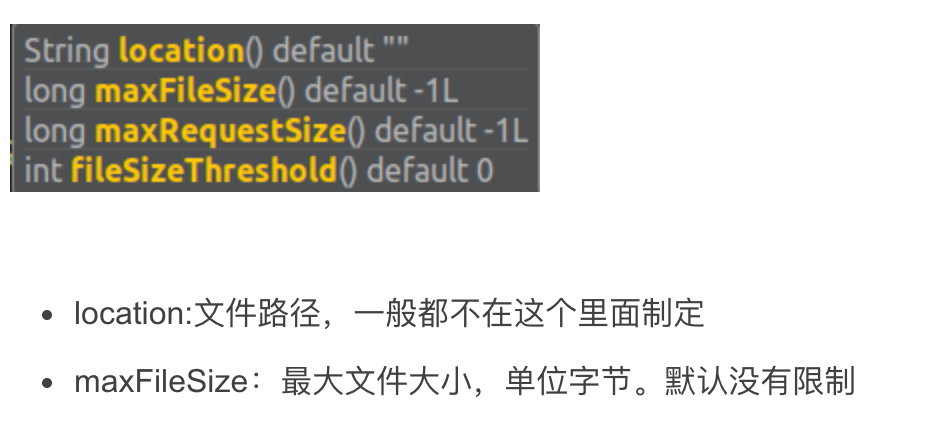 String location() default ""
long maxFileSize() default -1L
long maxRequestSize() default -1L
int fileSizeThreshold() default 0
• location:文件路径，一般都不在这个里面制定
• maxFileSize：最大文件大小，单位字节。默认没有限制